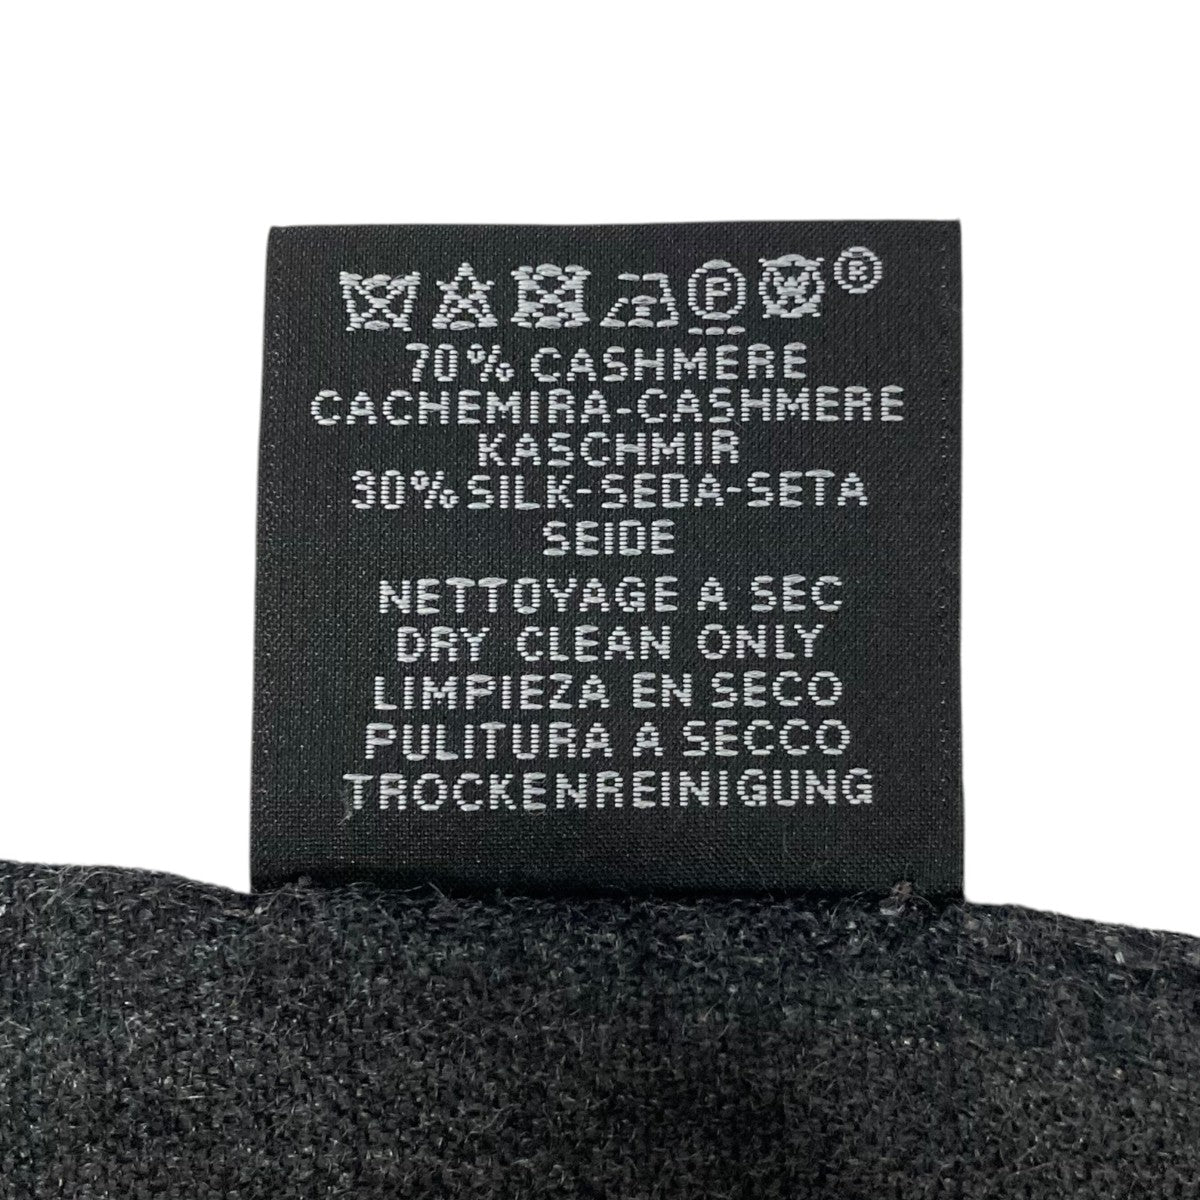 P W ®
70% CASHMERE
CACHEMIRA-CASHMERE
KASCHMIR
30% SILK-SEDA-SETA
SEIDE
NETTOYAGE A SEC
DRY CLEAN ONLY
LIMPIEZA EN SECO
PULITURA A SECCO
TROCKENREINIGUNG